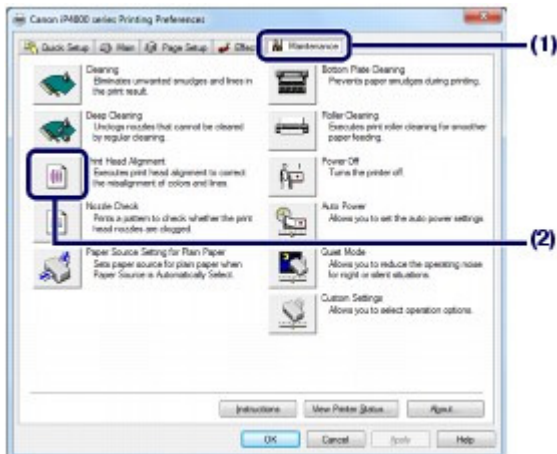 Canon iP4800 series Printing Preferences
Quick Setup Main Page Setup Effects Maintenance
(1)
Cleaning
Eliminates unwanted smudges and lines in
the print result.
Bottom Plate Cleaning
Prevents paper smudges during printing.
Deep Cleaning
Unclogs nozzles that cannot be cleaned
by regular cleaning.
Roller Cleaning
Executes print roller cleaning for smoother
paper feeding.
Print Head Alignment
Executes print head alignment to correct
the misalignment of colors and lines.
Power Off
Turns the printer off.
Nozzle Check
Prints a pattern to check whether the print
head nozzles are clogged.
Auto Power
Allows you to set the auto power settings
(2)
Paper Source Setting for Plain Paper
Sets paper source for plain paper when
Paper Source is Automatically Select.
Quiet Mode
Allows you to reduce the operating noise
for night or silent situations.
Custom Settings
Allows you to select operation options.
Instructions View Printer Status... About...
OK Cancel Apply Help